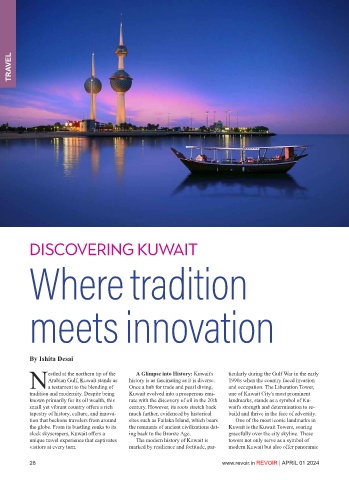 TRAVEL
DISCOVERING KUWAIT
Where tradition
meets innovation
By Ishita Desai
Nestled at the northern tip of the
Arabian Gulf, Kuwait stands as
a testament to the blending of
tradition and modernity. Despite being
known primarily for its oil wealth, this
small yet vibrant country offers a rich
tapestry of history, culture, and innova-
tion that beckons travelers from around
the globe. From its bustling souks to its
sleek skyscrapers, Kuwait offers a
unique travel experience that captivates
visitors at every turn.
A Glimpse into History: Kuwait's
history is as fascinating as it is diverse.
Once a hub for trade and pearl diving,
Kuwait evolved into a prosperous emi-
rate with the discovery of oil in the 20th
century. However, its roots stretch back
much further, evidenced by historical
sites such as Failaka Island, which bears
the remnants of ancient civilizations dat-
ing back to the Bronze Age.
The modern history of Kuwait is
marked by resilience and fortitude, par-
ticularly during the Gulf War in the early
1990s when the country faced invasion
and occupation. The Liberation Tower,
one of Kuwait City's most prominent
landmarks, stands as a symbol of Ku-
wait's strength and determination to re-
build and thrive in the face of adversity.
One of the most iconic landmarks in
Kuwait is the Kuwait Towers, soaring
gracefully over the city skyline. These
towers not only serve as a symbol of
modern Kuwait but also offer panoramic
28
www.revoir.in REVOIR | APRIL 01 2024